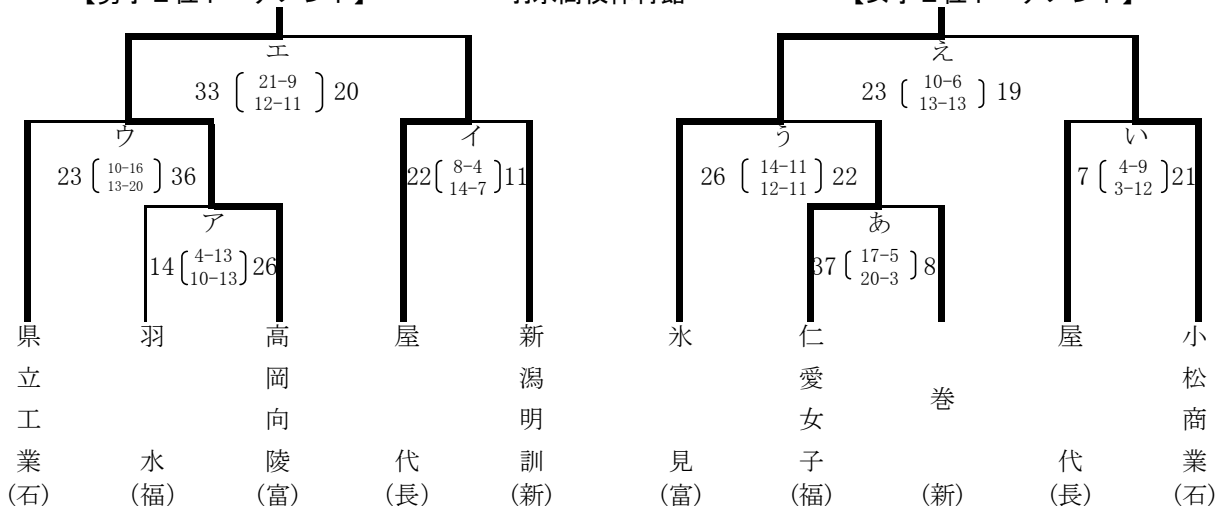 エ
え
33 ( 21-9 12-11 ) 20
23 ( 10-6 13-13 ) 19
ウ
イ
う
い
23 ( 10-16 13-20 ) 36
22 ( 8-4 14-7 ) 11
26 ( 14-11 12-11 ) 22
7 ( 4-9 3-12 ) 21
ア
あ
14 ( 4-13 10-13 ) 26
37 ( 17-5 20-3 ) 8
県立工業
羽水
高岡向陵
屋代
新潟明訓
氷見
仁愛女子
巻
屋代
小松商業
(石) (福) (富) (長) (新) (富) (福) (新) (長) (石)